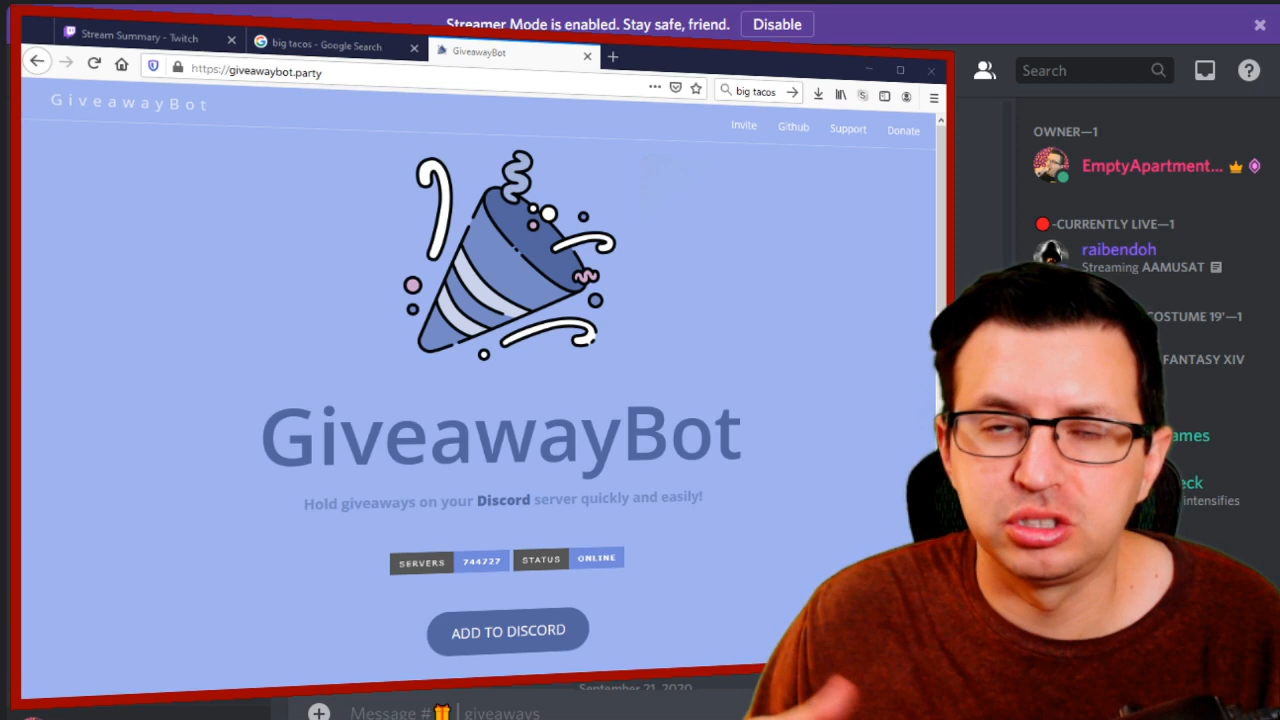 Streamer Mode is enabled. Stay safe, friend.
Disable
Stream Summary - Twitch
big tacos - Google Search
GiveawayBot
https://giveawaybot.party
big tacos
GiveawayBot
Invite
Github
Support
Donate
GiveawayBot
Hold giveaways on your Discord server quickly and easily!
SERVERS 744727
STATUS ONLINE
ADD TO DISCORD
Search
OWNER—1
EmptyApartment...
-CURRENTLY LIVE—1
raibendoh
Streaming AAMUSAT
COSTUME 19'—1
FANTASY XIV
ames
eck
intensifies
September 21, 2020
Message #🎁| giveaways